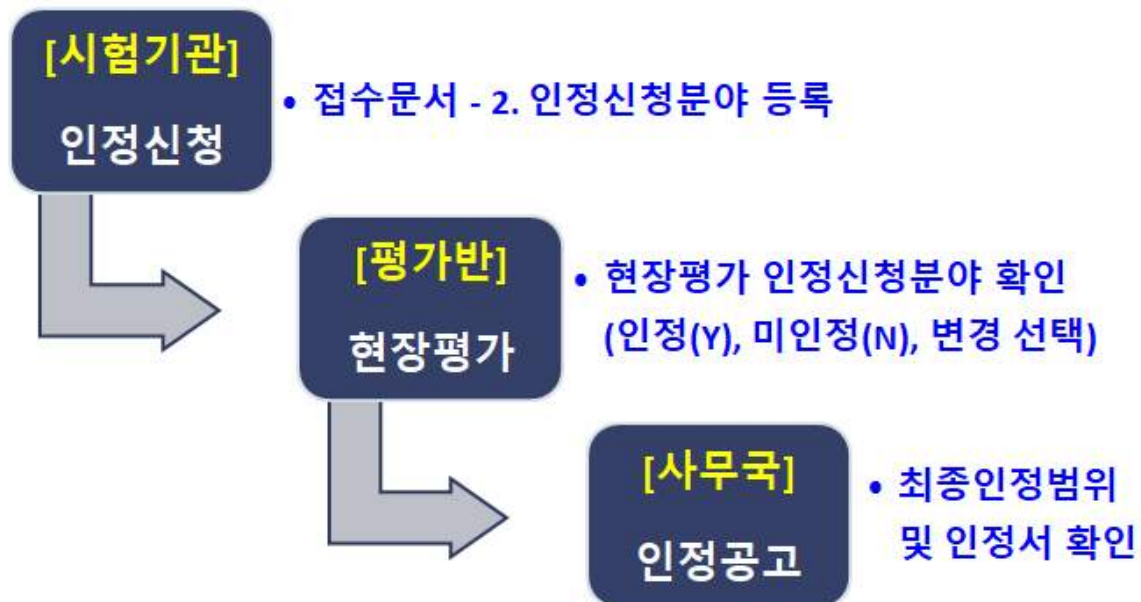 [시험기관]
인정신청
• 접수문서 - 2. 인정신청분야 등록
[평가반]
현장평가
• 현장평가 인정신청분야 확인
(인정(Y), 미인정(N), 변경 선택)
[사무국]
인정공고
• 최종인정범위
및 인정서 확인